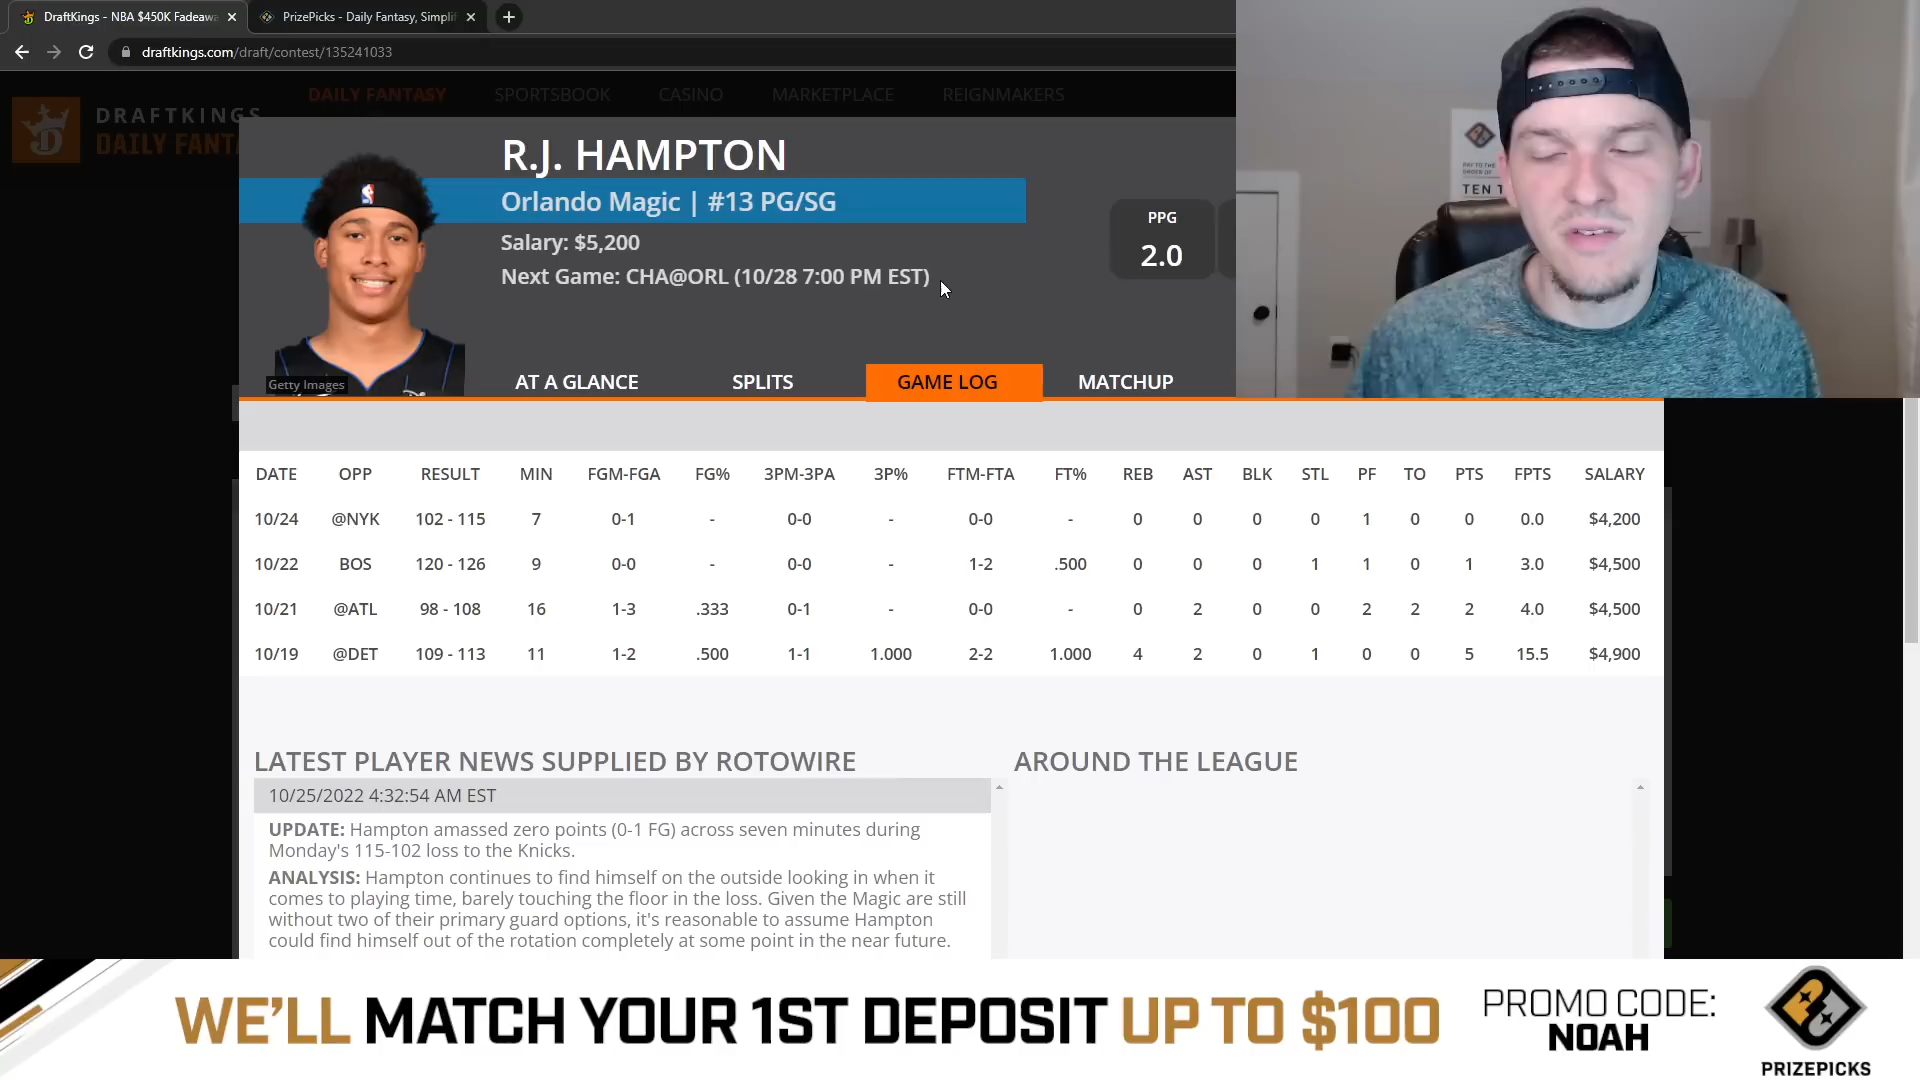 DraftKings - NBA $450K Fadeawa
PrizePicks - Daily Fantasy, Simplif
draftkings.com/draft/contest/135241033
DRAFTKINGS
DAILY FANT
DAILY FANTASY SPORTSBOOK CASINO MARKETPLACE REIGNMAKERS
R.J. HAMPTON
Orlando Magic | #13 PG/SG
Salary: $5,200
Next Game: CHA@ORL (10/28 7:00 PM EST)
PPG
2.0
Getty Images
PAY TO THE
ORDER OF
TEN T
AT A GLANCE SPLITS GAME LOG MATCHUP
DATE OPP RESULT MIN FGM-FGA FG% 3PM-3PA 3P% FTM-FTA FT% REB AST BLK STL PF TO PTS FPTS SALARY
10/24 @NYK 102 - 115 7 0-1 - 0-0 - 0-0 - 0 0 0 0 1 0 0 0.0 $4,200
10/22 BOS 120 - 126 9 0-0 - 0-0 - 1-2 .500 0 0 0 1 1 0 1 3.0 $4,500
10/21 @ATL 98 - 108 16 1-3 .333 0-1 - 0-0 - 0 2 0 0 2 2 2 4.0 $4,500
10/19 @DET 109 - 113 11 1-2 .500 1-1 1.000 2-2 1.000 4 2 0 1 0 0 5 15.5 $4,900
LATEST PLAYER NEWS SUPPLIED BY ROTOWIRE
10/25/2022 4:32:54 AM EST
UPDATE: Hampton amassed zero points (0-1 FG) across seven minutes during
Monday's 115-102 loss to the Knicks.
ANALYSIS: Hampton continues to find himself on the outside looking in when it
comes to playing time, barely touching the floor in the loss. Given the Magic are still
without two of their primary guard options, it's reasonable to assume Hampton
could find himself out of the rotation completely at some point in the near future.
AROUND THE LEAGUE
WE'LL MATCH YOUR 1ST DEPOSIT UP TO $100
PROMO CODE:
NOAH
PRIZEPICKS